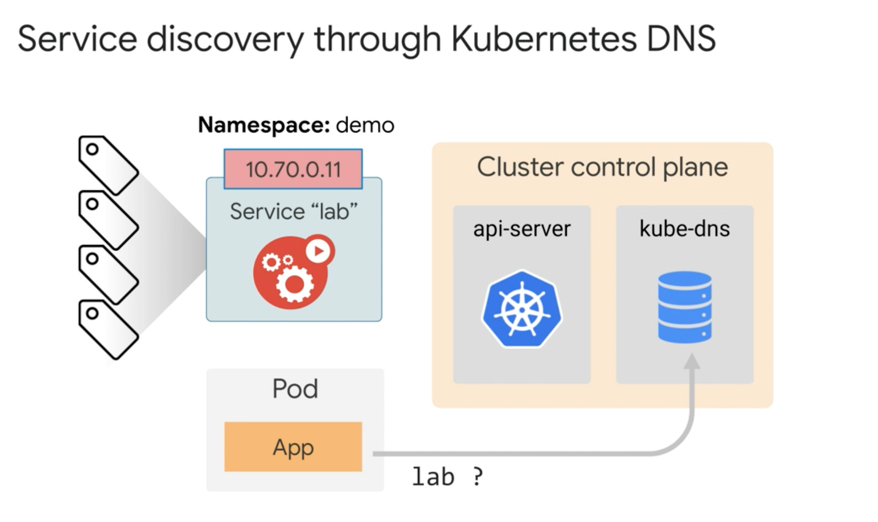 Service discovery through Kubernetes DNS
Namespace: demo
10.70.0.11
Service “lab”
Cluster control plane
api-server
kube-dns
Pod
App
lab ?